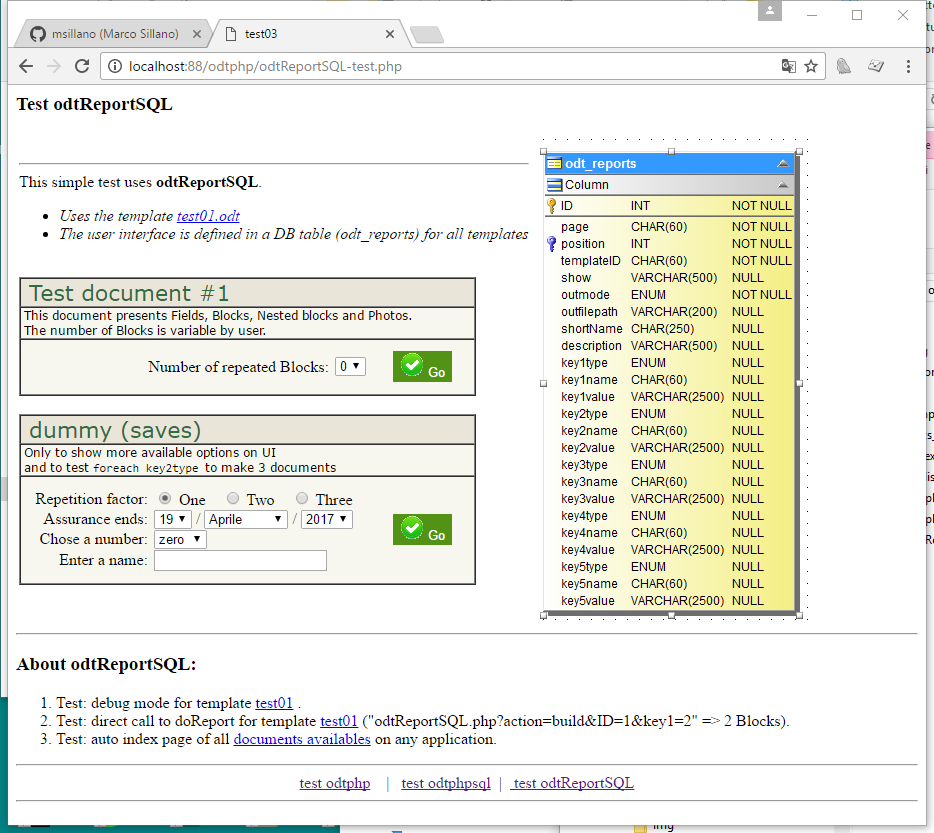 msillano (Marco Sillano)
test03
localhost:88/odtphp/odtReportSQL-test.php
Test odtReportSQL
This simple test uses odtReportSQL.
• Uses the template test01.odt
• The user interface is defined in a DB table (odt_reports) for all templates
Test document #1
This document presents Fields, Blocks, Nested blocks and Photos.
The number of Blocks is variable by user.
Number of repeated Blocks: 0 Go
dummy (saves)
Only to show more available options on UI
and to test foreach key2type to make 3 documents
Repetition factor: One Two Three
Assurance ends: 19 / Aprile / 2017
Chose a number: zero
Go
Enter a name:
odt_reports
Column
ID INT NOT NULL
page CHAR(60) NOT NULL
position INT NOT NULL
templateID CHAR(60) NOT NULL
show VARCHAR(500) NULL
outmode ENUM NOT NULL
outfilepath VARCHAR(200) NULL
shortName CHAR(250) NULL
description VARCHAR(500) NULL
key1type ENUM NULL
key1name CHAR(60) NULL
key1value VARCHAR(2500) NULL
key2type ENUM NULL
key2name CHAR(60) NULL
key2value VARCHAR(2500) NULL
key3type ENUM NULL
key3name CHAR(60) NULL
key3value VARCHAR(2500) NULL
key4type ENUM NULL
key4name CHAR(60) NULL
key4value VARCHAR(2500) NULL
key5type ENUM NULL
key5name CHAR(60) NULL
key5value VARCHAR(2500) NULL
About odtReportSQL:
1. Test: debug mode for template test01 .
2. Test: direct call to doReport for template test01 ("odtReportSQL.php?action=build&ID=1&key1=2" => 2 Blocks).
3. Test: auto index page of all documents availables on any application.
test odtphp | test odtphpsql | test odtReportSQL